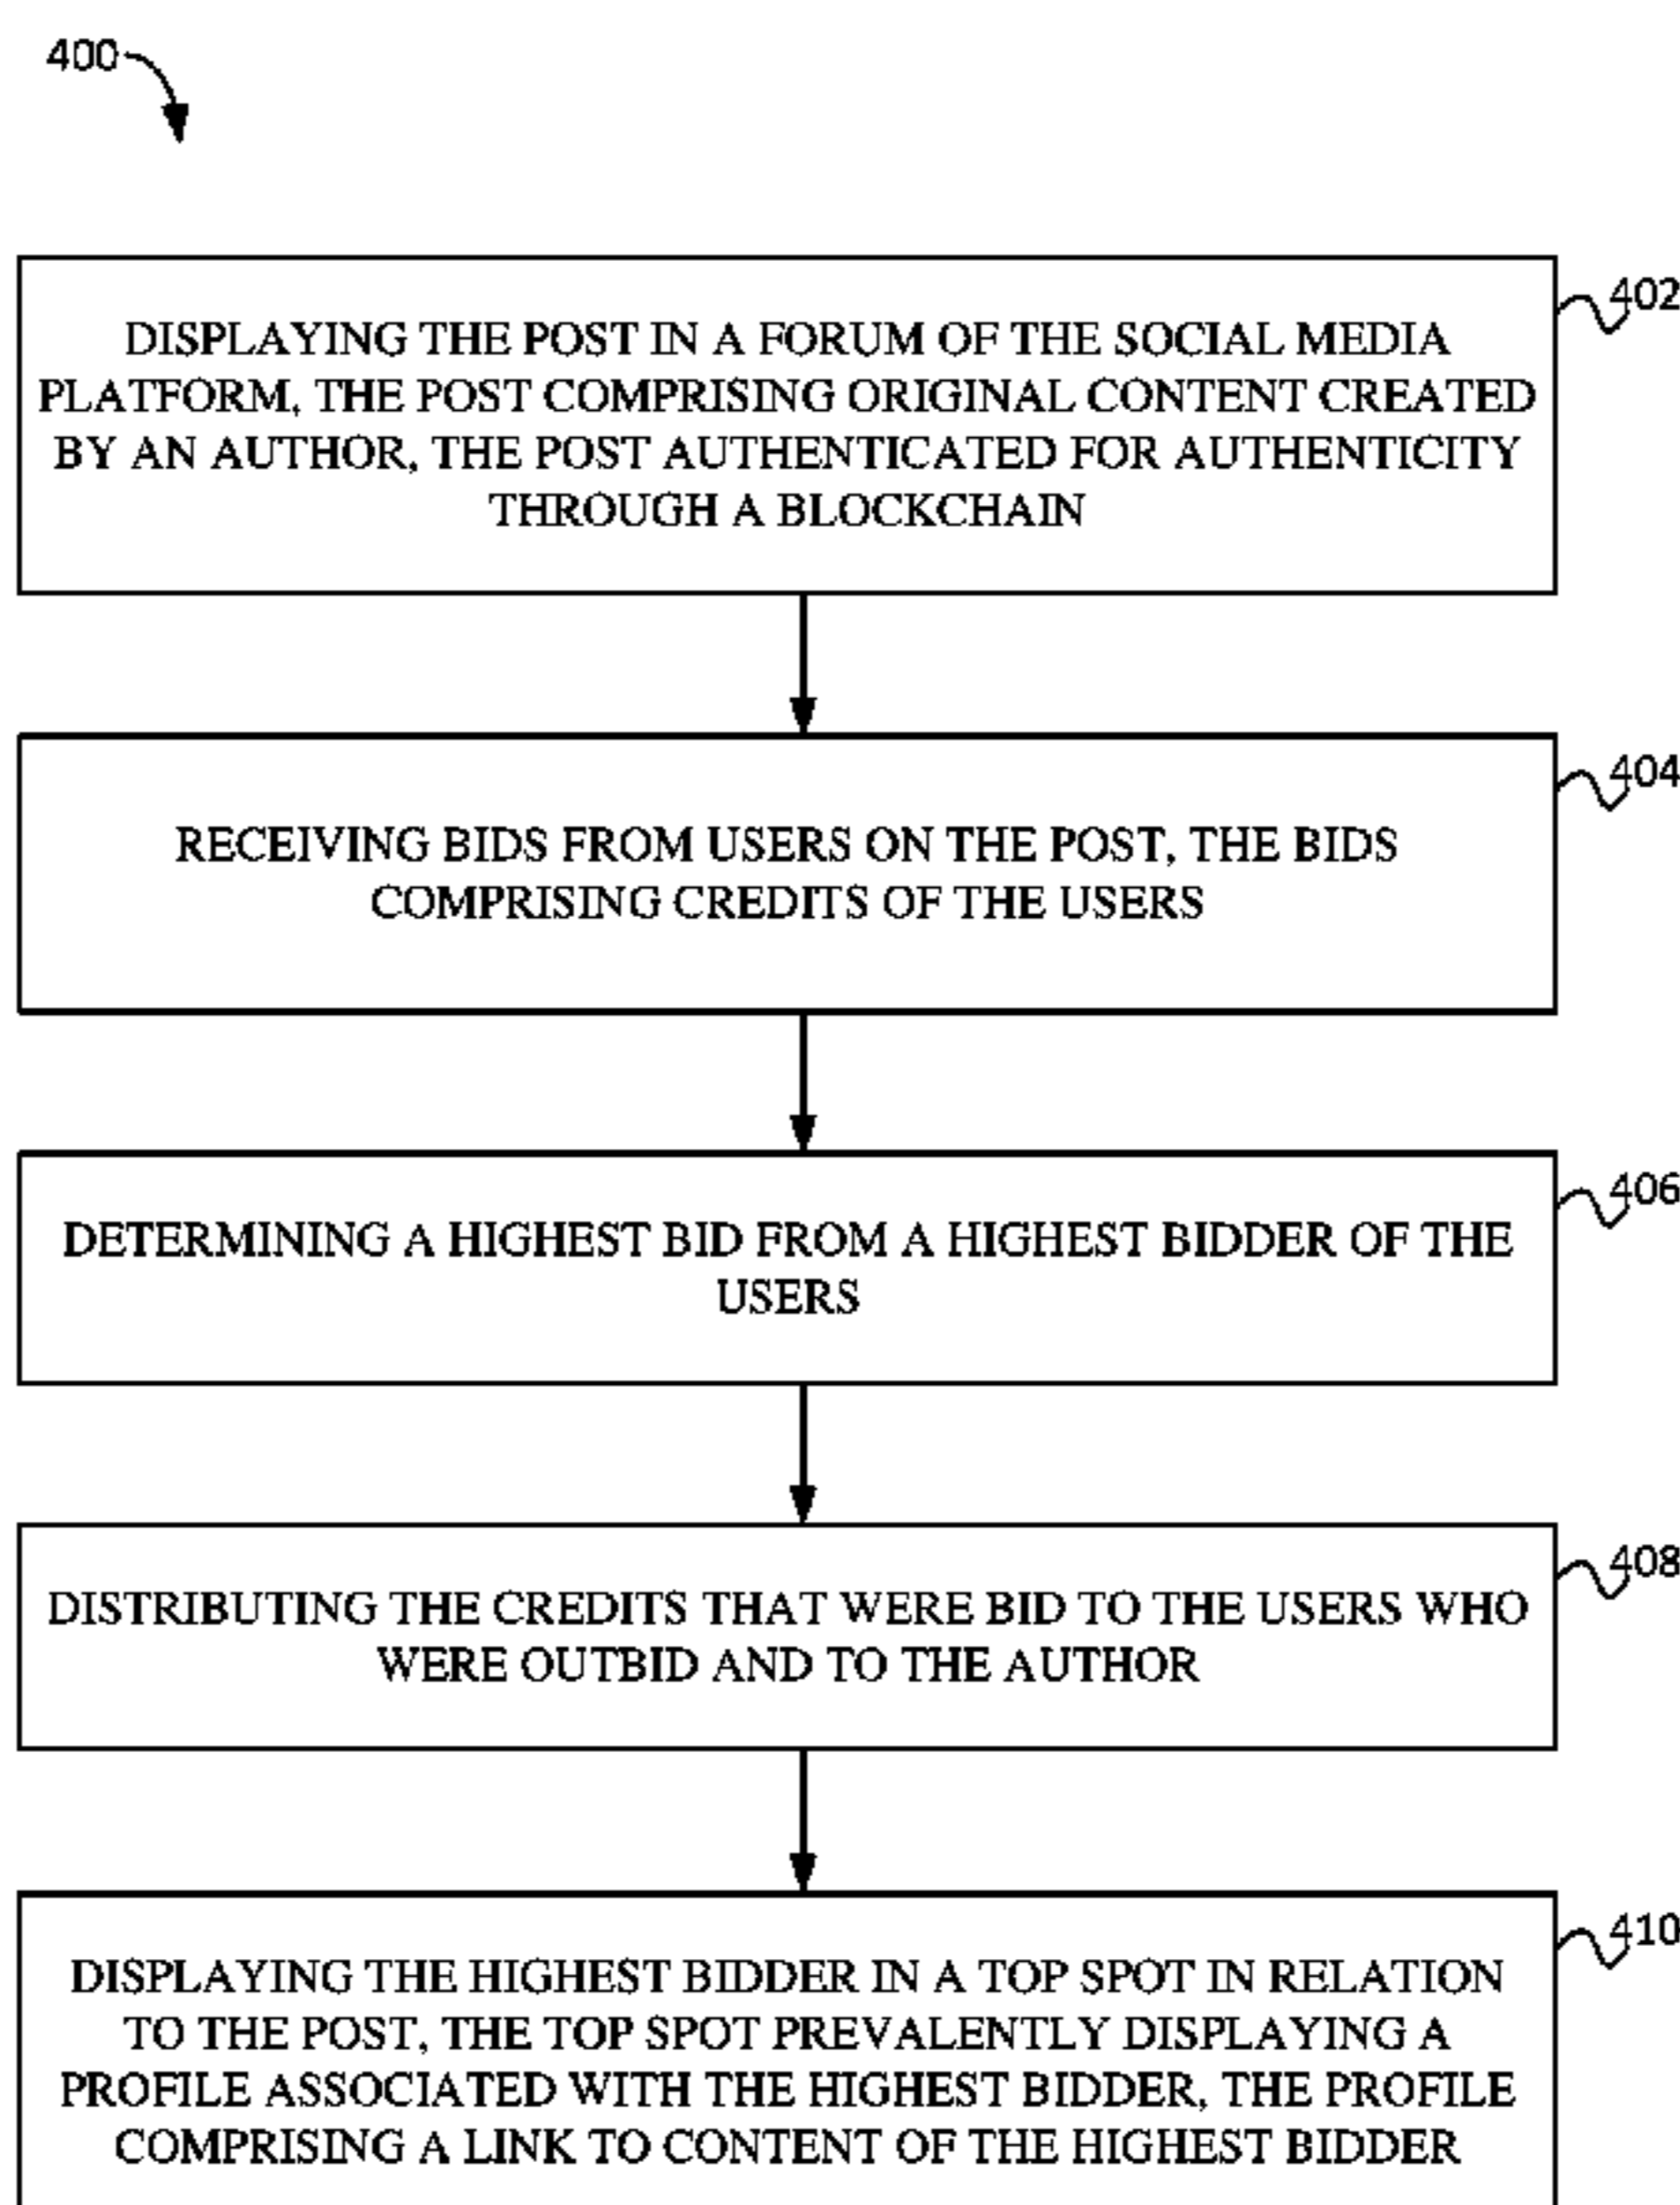 400
402
DISPLAYING THE POST IN A FORUM OF THE SOCIAL MEDIA
PLATFORM, THE POST COMPRISING ORIGINAL CONTENT CREATED
BY AN AUTHOR, THE POST AUTHENTICATED FOR AUTHENTICITY
THROUGH A BLOCKCHAIN
404
RECEIVING BIDS FROM USERS ON THE POST, THE BIDS
COMPRISING CREDITS OF THE USERS
406
DETERMINING A HIGHEST BID FROM A HIGHEST BIDDER OF THE
USERS
408
DISTRIBUTING THE CREDITS THAT WERE BID TO THE USERS WHO
WERE OUTBID AND TO THE AUTHOR
410
DISPLAYING THE HIGHEST BIDDER IN A TOP SPOT IN RELATION
TO THE POST, THE TOP SPOT PREVALENTLY DISPLAYING A
PROFILE ASSOCIATED WITH THE HIGHEST BIDDER, THE PROFILE
COMPRISING A LINK TO CONTENT OF THE HIGHEST BIDDER